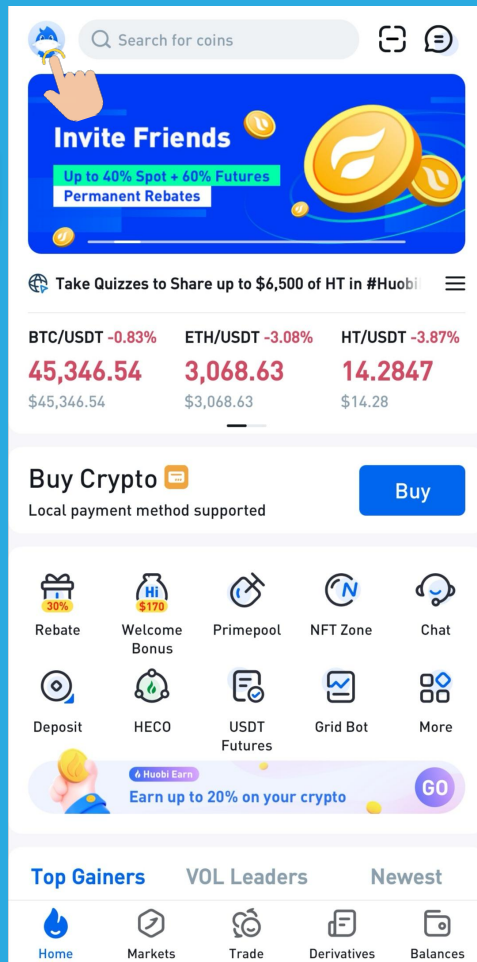 Search for coins
Invite Friends
Up to 40% Spot + 60% Futures
Permanent Rebates
Take Quizzes to Share up to $6,500 of HT in #Huobi
BTC/USDT -0.83%
ETH/USDT -3.08%
HT/USDT -3.87%
45,346.54
3,068.63
14.2847
$45,346.54
$3,068.63
$14.28
Buy Crypto
Local payment method supported
Buy
30%
Hi
$170
N
Rebate
Welcome
Bonus
Primepool
NFT Zone
Chat
Deposit
HECO
USDT
Futures
Grid Bot
More
Huobi Earn
Earn up to 20% on your crypto
GO
Top Gainers
VOL Leaders
Newest
Home
Markets
Trade
Derivatives
Balances